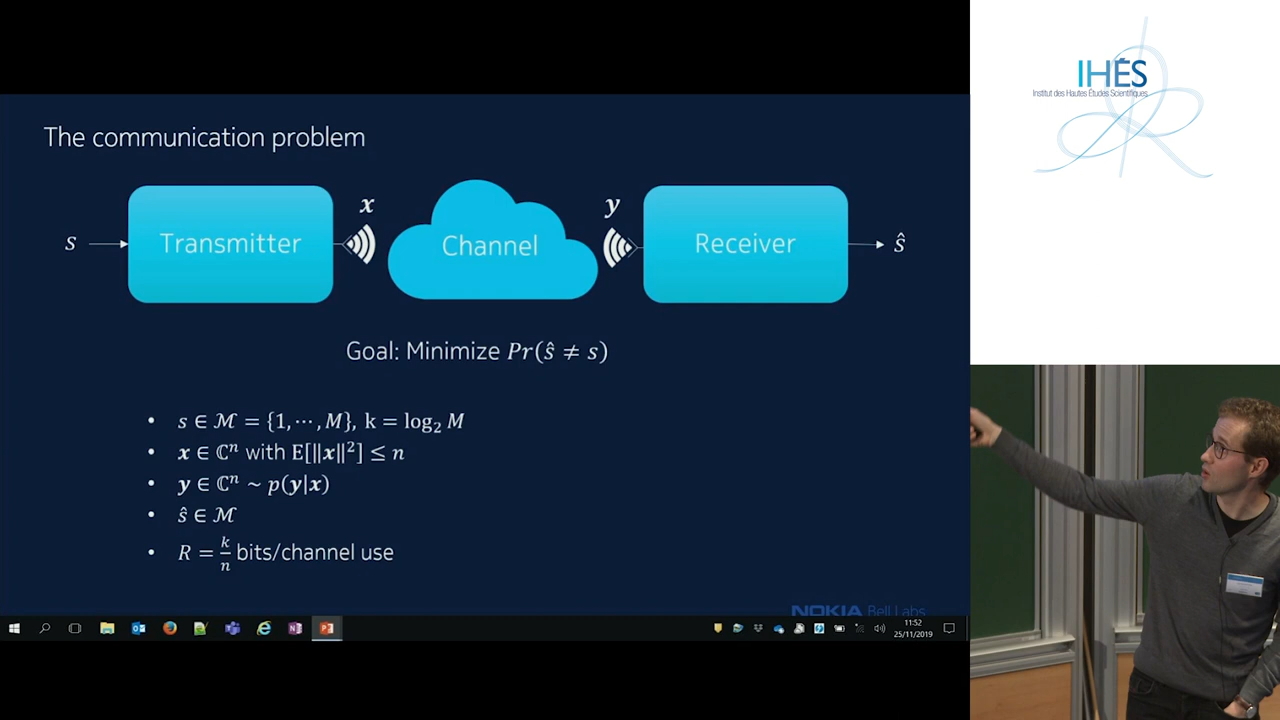 The communication problem
s
Transmitter
x
Channel
y
Receiver
ŝ
Goal: Minimize Pr(ŝ ≠ s)
• s ∈ ℳ = {1, ⋯, M}, k = log₂ M
• x ∈ ℂⁿ with E[‖x‖²] ≤ n
• y ∈ ℂⁿ ~ p(y|x)
• ŝ ∈ ℳ
• R = k/n bits/channel use
NOKIA Bell Labs
11:52
25/11/2019
IHÉS
Institut des Hautes Études Scientifiques